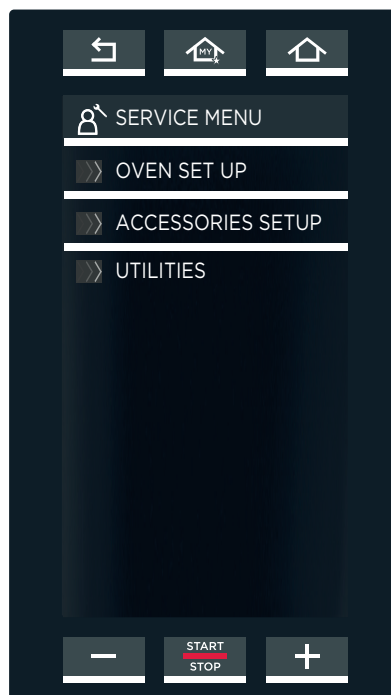 MY
SERVICE MENU
OVEN SET UP
ACCESSORIES SETUP
UTILITIES
START
STOP